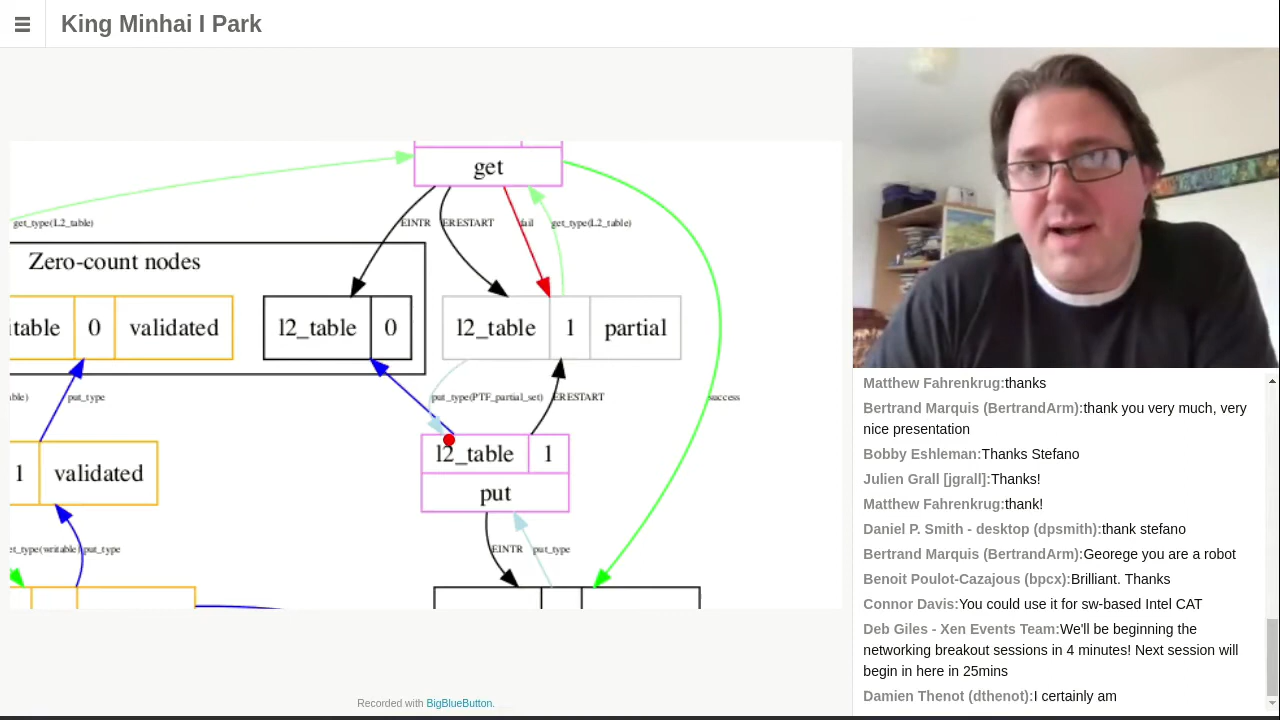 King Minhai I Park
get
get_type(L2_table)
EINTR
ERESTART
fail
get_type(L2_table)
Zero-count nodes
itable
0
validated
l2_table
0
l2_table
1
partial
put_type
put_type(PTF_partial_set)
ERESTART
success
1
validated
l2_table
1
put
put_type
EINTR
put_type
Recorded with BigBlueButton.
Matthew Fahrenkrug:thanks
Bertrand Marquis (BertrandArm):thank you very much, very
nice presentation
Bobby Eshleman:Thanks Stefano
Julien Grall [jgrall]:Thanks!
Matthew Fahrenkrug:thank!
Daniel P. Smith - desktop (dpsmith):thank stefano
Bertrand Marquis (BertrandArm):Georege you are a robot
Benoit Poulot-Cazajous (bpcx):Brilliant. Thanks
Connor Davis:You could use it for sw-based Intel CAT
Deb Giles - Xen Events Team:We'll be beginning the
networking breakout sessions in 4 minutes! Next session will
begin in here in 25mins
Damien Thenot (dthenot):I certainly am